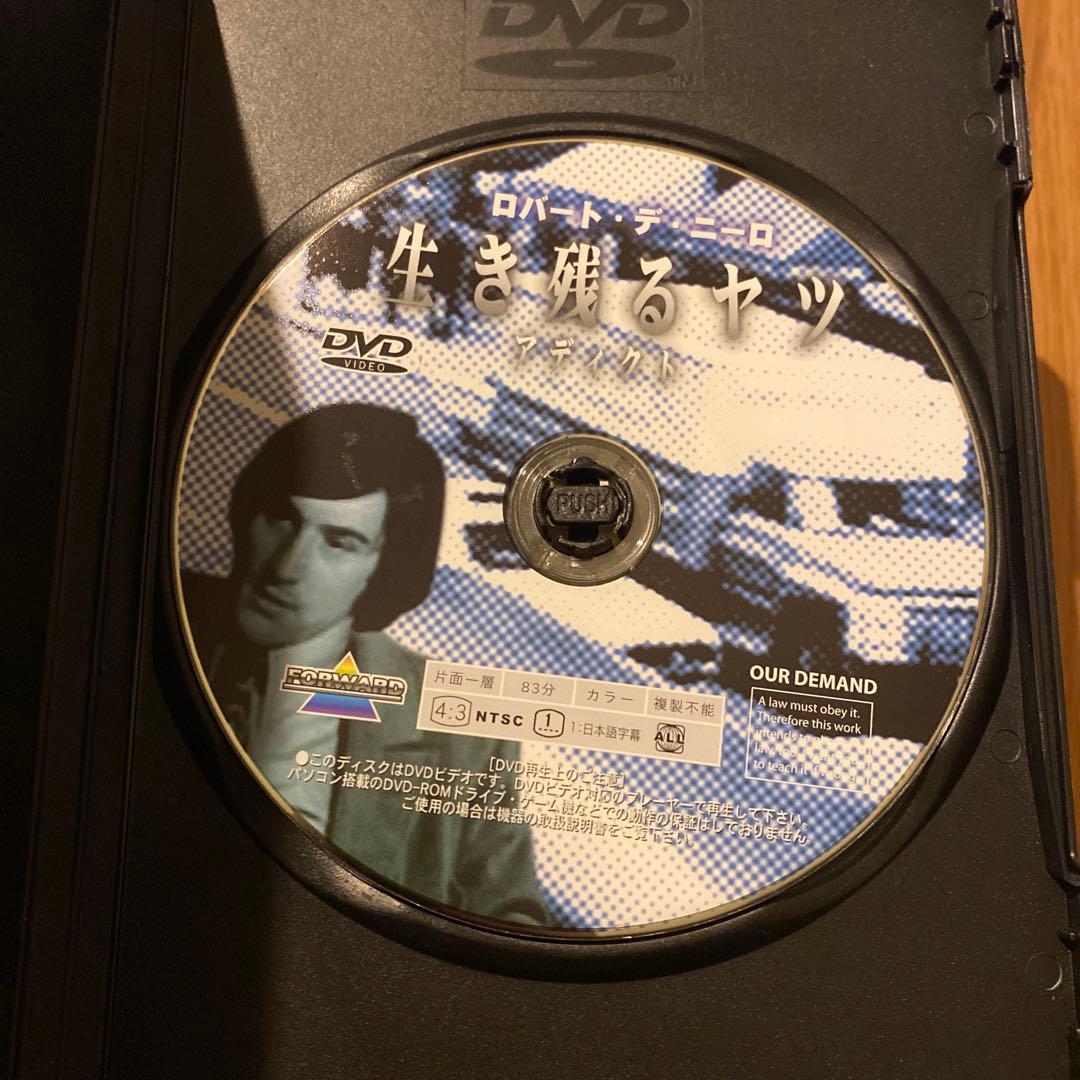 DVD
TM
ロバート・デ・ニーロ
生き残るヤツ
アディクト
DVD
VIDEO
PUSH
FORWARD
片面一層 83分 カラー 複製不能
4:3 NTSC 1 1:日本語字幕 ALL
OUR DEMAND
A law must obey it.
Therefore this work
intends to
to teach it if wrong
[DVD再生上のご注意]
●このディスクはDVDビデオです。DVDビデオ対応のプレーヤーで再生して下さい。
パソコン搭載のDVD-ROMドライブ・ゲーム機などでの動作の保証はしておりません。
ご使用の場合は機器の取扱説明書をご覧下さい。